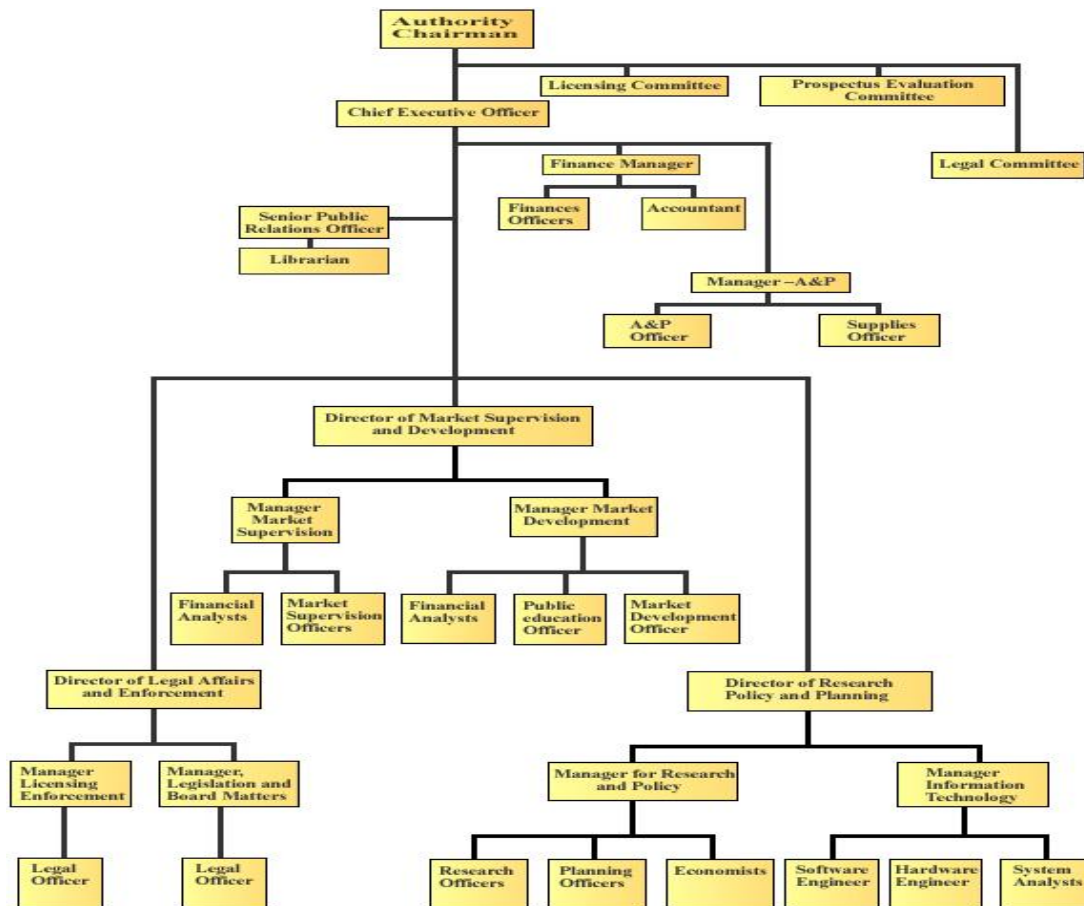 Authority
Chairman
Licensing Committee
Prospectus Evaluation
Committee
Chief Executive Officer
Legal Committee
Finance Manager
Finances
Officers
Accountant
Senior Public
Relations Officer
Librarian
Manager –A&P
A&P
Officer
Supplies
Officer
Director of Market Supervision
and Development
Manager
Market
Supervision
Manager Market
Development
Financial
Analysts
Market
Supervision
Officers
Financial
Analysts
Public
education
Officer
Market
Development
Officer
Director of Legal Affairs
and Enforcement
Director of Research
Policy and Planning
Manager
Licensing
Enforcement
Manager,
Legislation and
Board Matters
Manager for Research
and Policy
Manager
Information
Technology
Legal
Officer
Legal
Officer
Research
Officers
Planning
Officers
Economists
Software
Engineer
Hardware
Engineer
System
Analysts